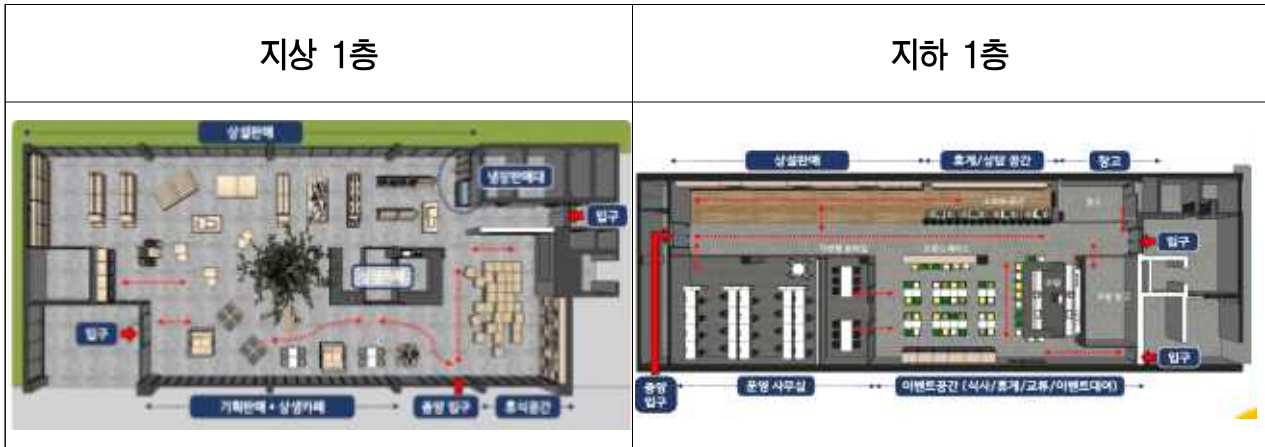 지상 1층
지하 1층
상설판매
냉장판매대
입구
입구
기획판매 + 상생카페
중앙 입구
휴식공간
상설판매
휴게/상담 공간
창고
입구
입구
중앙
입구
운영 사무실
이벤트공간 (식사/휴게/교류/이벤트대여)